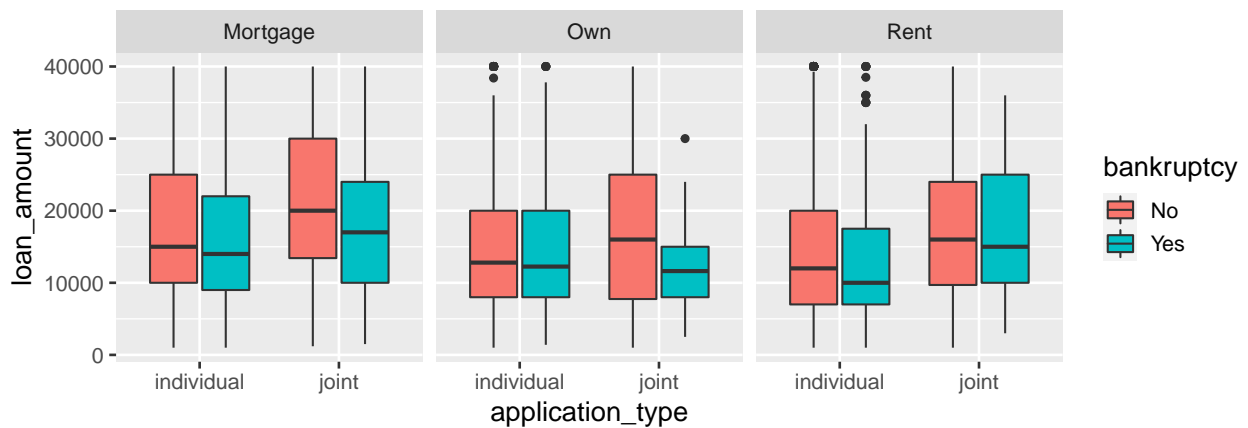 Mortgage
Own
Rent
40000
30000
20000
10000
0
loan_amount
individual
joint
individual
joint
individual
joint
application_type
bankruptcy
No
Yes